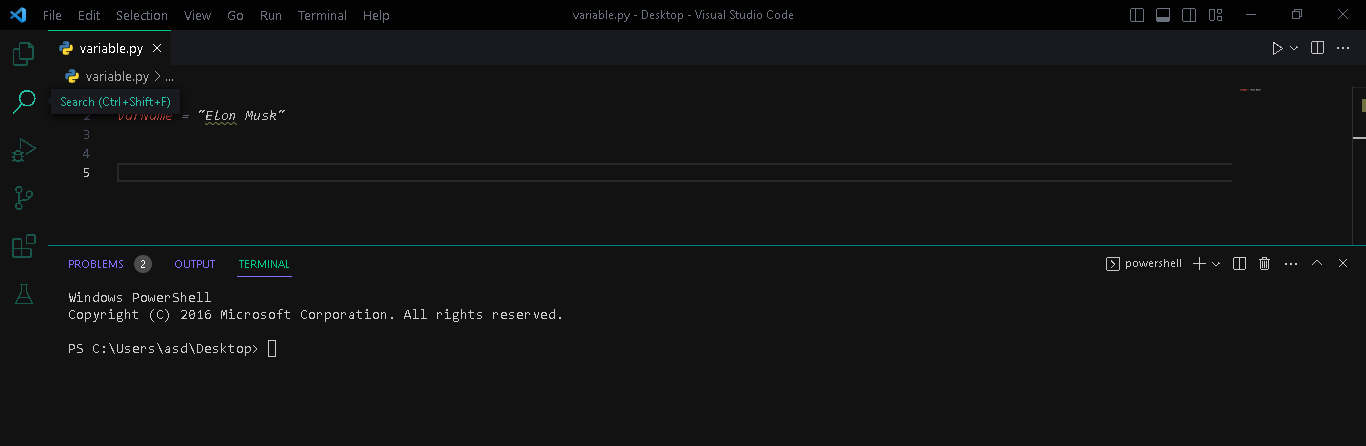 File Edit Selection View Go Run Terminal Help variable.py - Desktop - Visual Studio Code
variable.py
variable.py > ...
Search (Ctrl+Shift+F)
2 varName = "Elon Musk"
3
4
5
PROBLEMS 2 OUTPUT TERMINAL powershell
Windows PowerShell
Copyright (C) 2016 Microsoft Corporation. All rights reserved.
PS C:\Users\asd\Desktop>